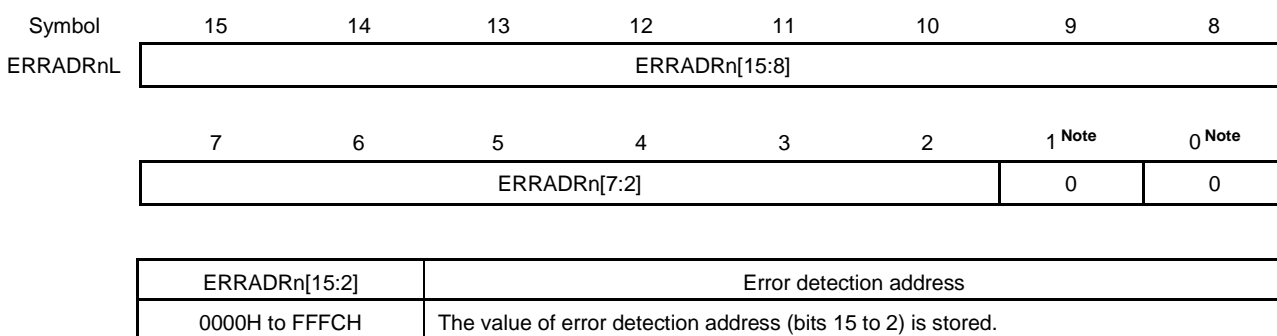 Symbol 15 14 13 12 11 10 9 8
ERRADRnL ERRADRn[15:8]
7 6 5 4 3 2 1 Note 0 Note
ERRADRn[7:2] 0 0
ERRADRn[15:2] Error detection address
0000H to FFFCH The value of error detection address (bits 15 to 2) is stored.